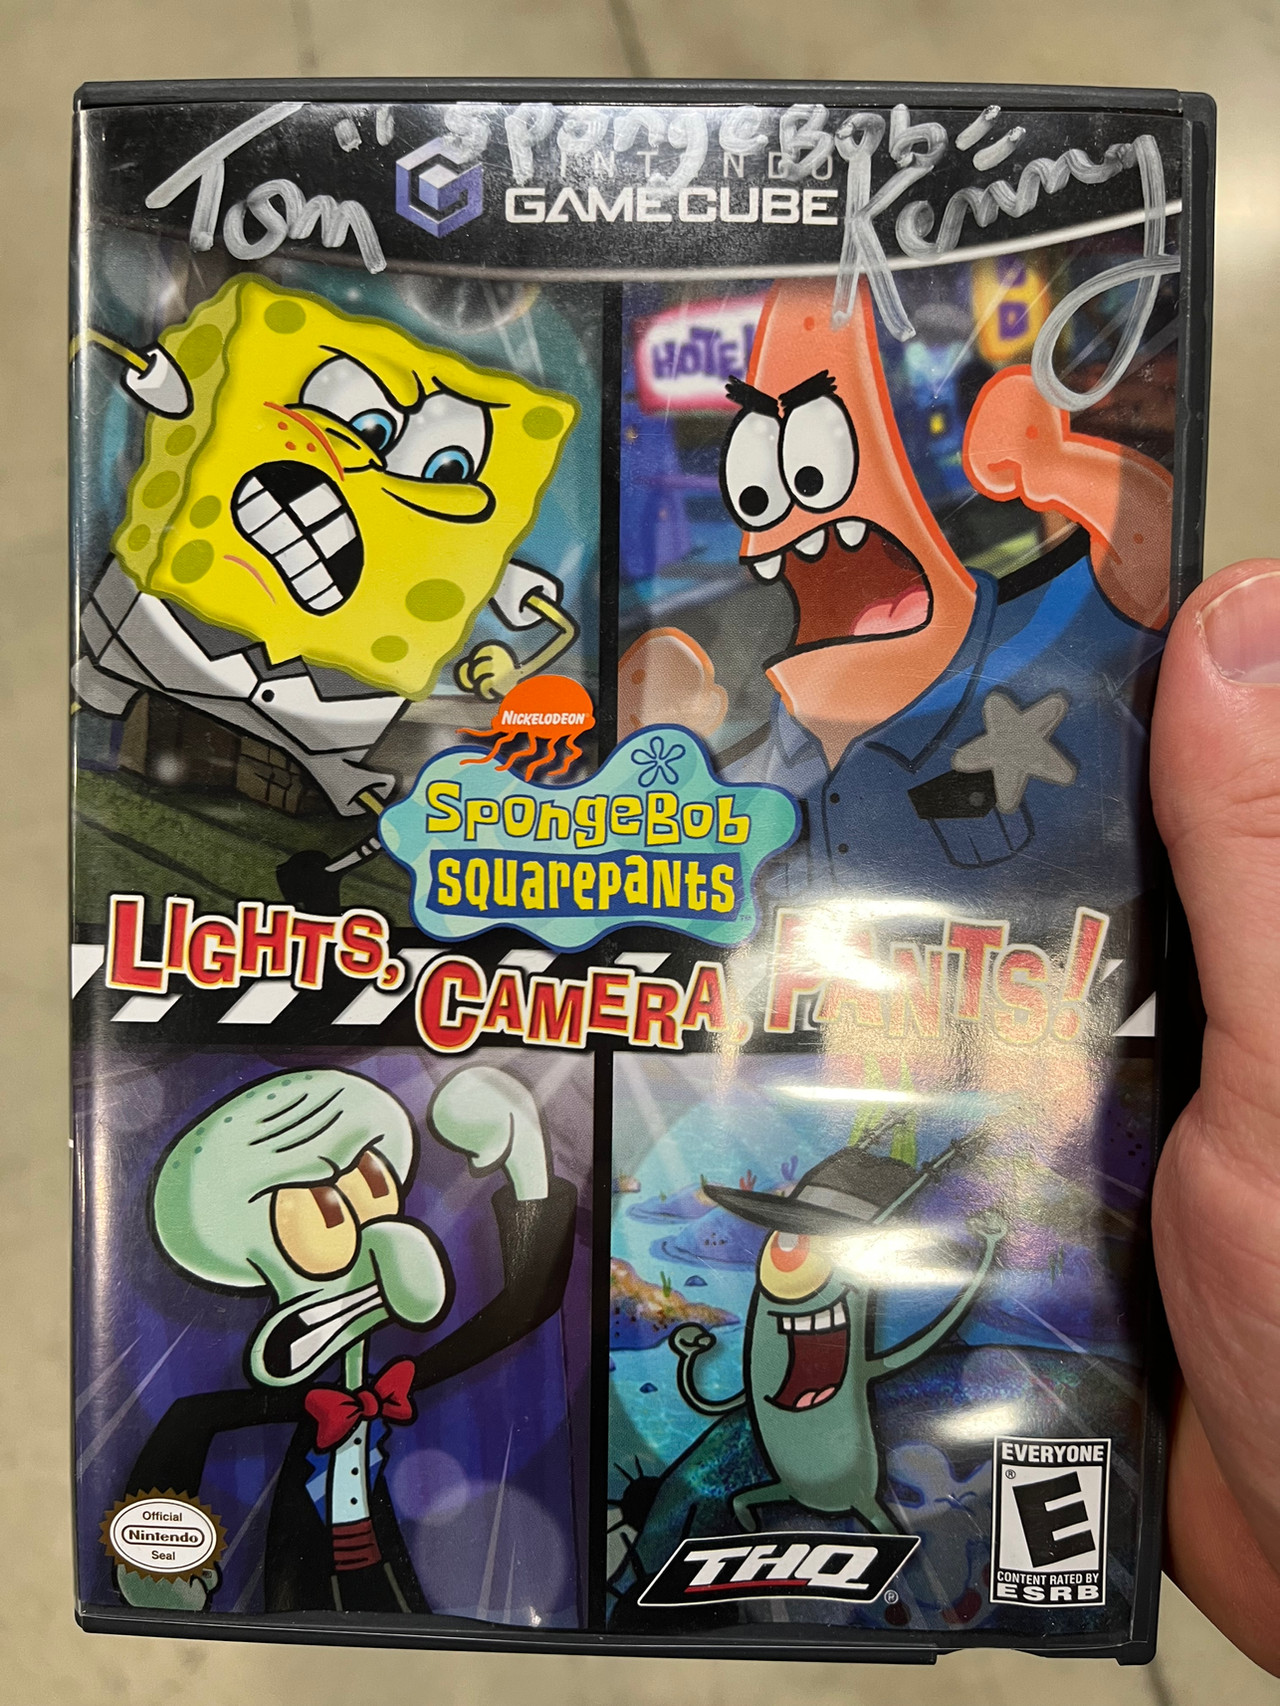 "SpongeBob"
Tom Kenny
NINTENDO
GAMECUBE
HOTEL
B
NICKELODEON
SPONGEBOB
SQUAREPANTS™
LIGHTS, CAMERA, PANTS!
Official
Nintendo
Seal
THQ®
EVERYONE
E®
CONTENT RATED BY
ESRB